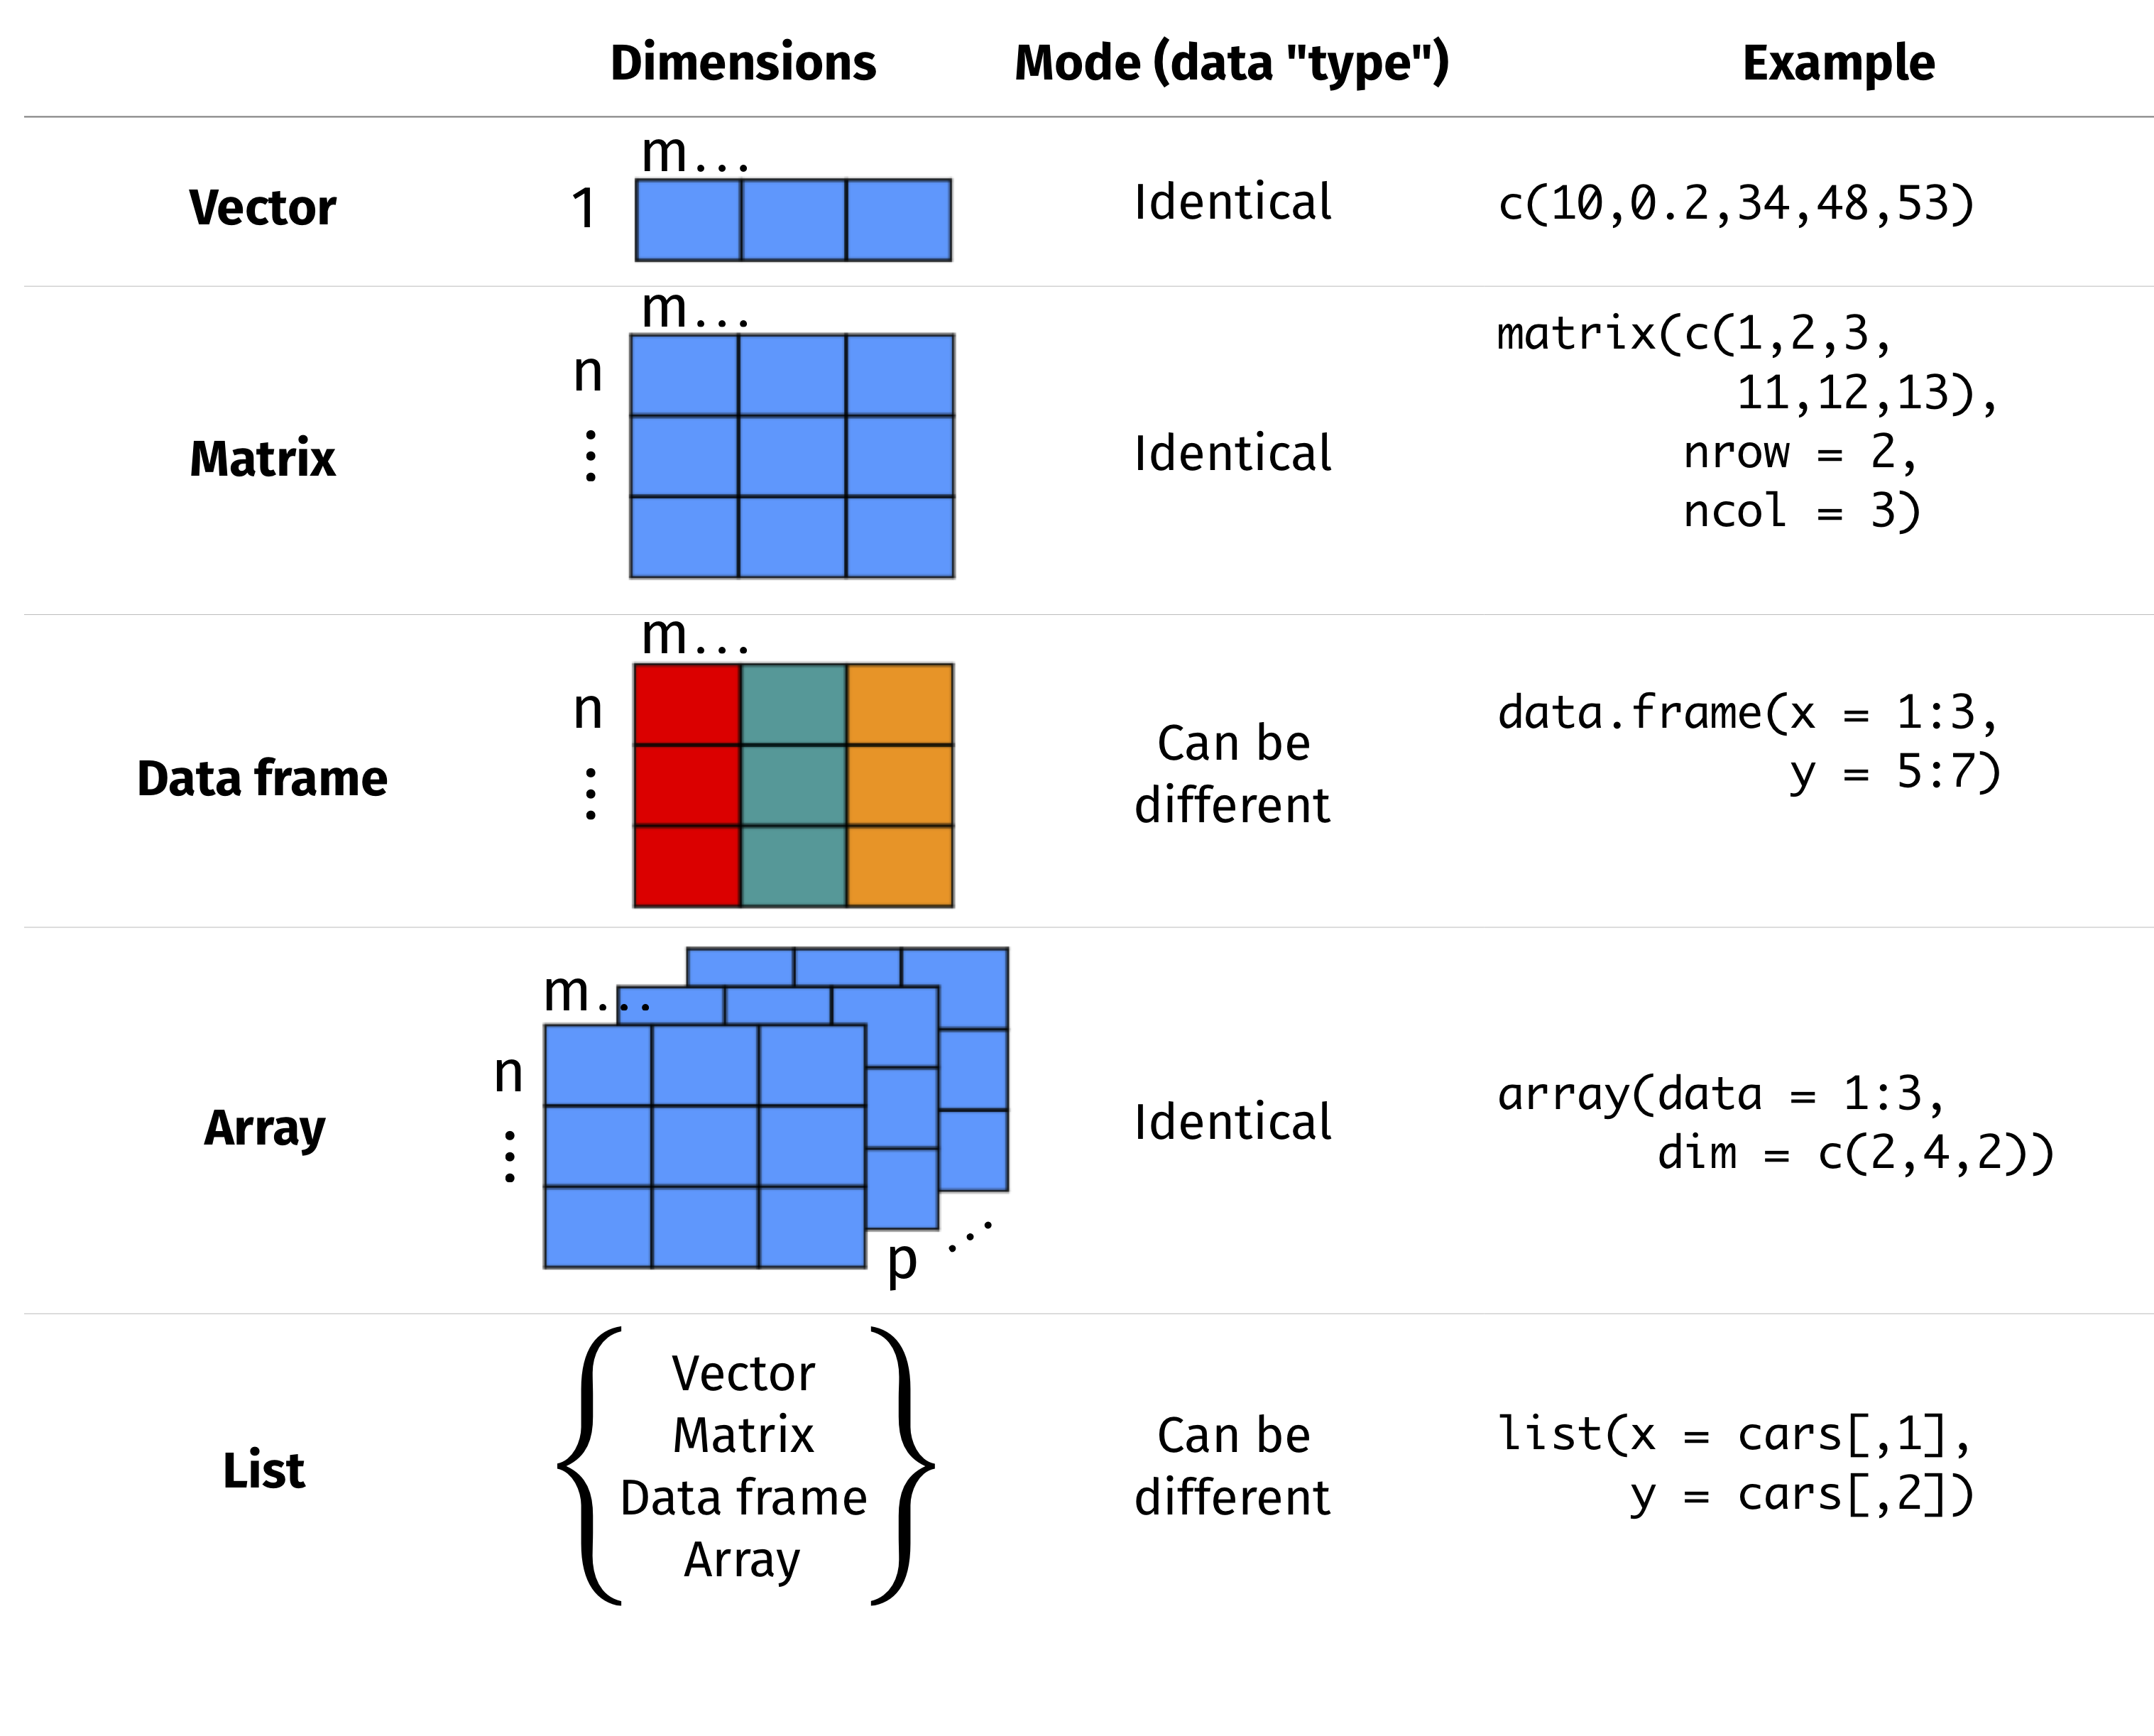 Dimensions Mode (data "type") Example
m...
Vector 1 Identical c(10,0.2,34,48,53)
m...
n
⋮
Matrix Identical
matrix(c(1,2,3,
11,12,13),
nrow = 2,
ncol = 3)
m...
n
⋮
Data frame
Can be
different
data.frame(x = 1:3,
y = 5:7)
m...
n
⋮
p ...
Array Identical
array(data = 1:3,
dim = c(2,4,2))
List
Vector
Matrix
Data frame
Array
Can be
different
list(x = cars[,1],
y = cars[,2])